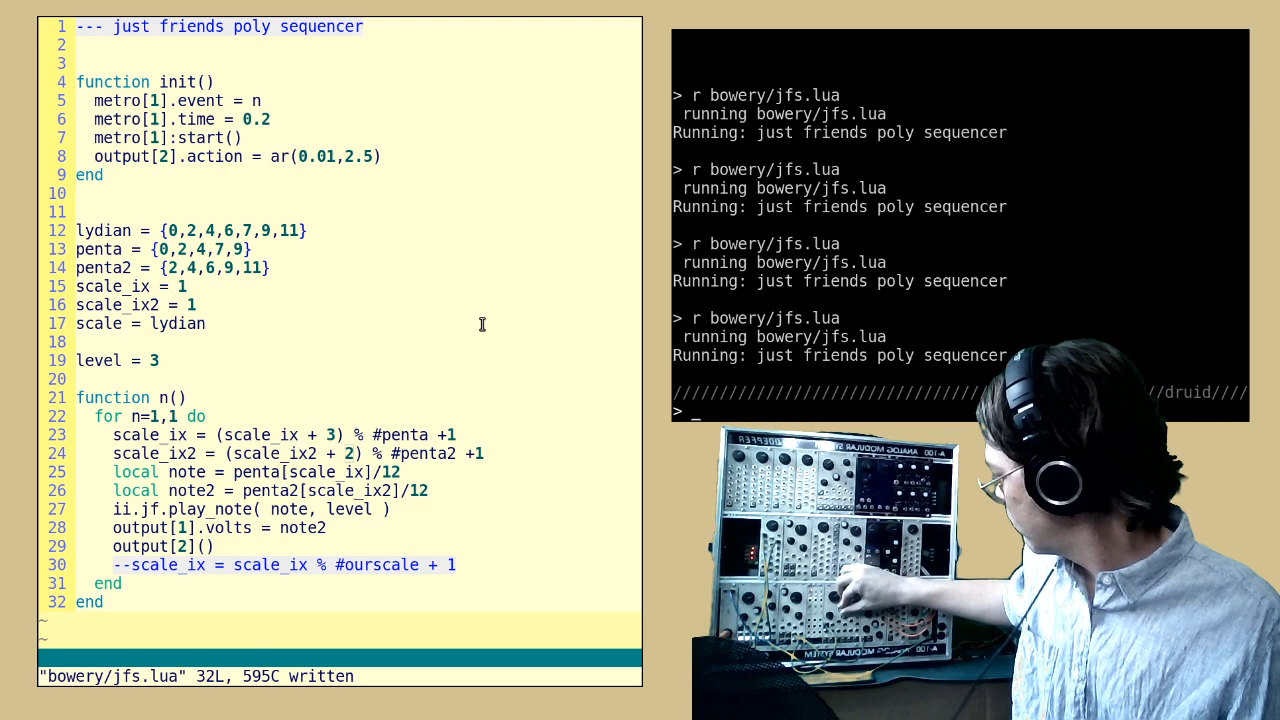 1 --- just friends poly sequencer
2
3
4 function init()
5   metro[1].event = n
6   metro[1].time = 0.2
7   metro[1]:start()
8   output[2].action = ar(0.01,2.5)
9 end
10
11
12 lydian = {0,2,4,6,7,9,11}
13 penta = {0,2,4,7,9}
14 penta2 = {2,4,6,9,11}
15 scale_ix = 1
16 scale_ix2 = 1
17 scale = lydian
18
19 level = 3
20
21 function n()
22   for n=1,1 do
23     scale_ix = (scale_ix + 3) % #penta +1
24     scale_ix2 = (scale_ix2 + 2) % #penta2 +1
25     local note = penta[scale_ix]/12
26     local note2 = penta2[scale_ix2]/12
27     ii.jf.play_note( note, level )
28     output[1].volts = note2
29     output[2]()
30     --scale_ix = scale_ix % #ourscale + 1
31   end
32 end
~
~
"bowery/jfs.lua" 32L, 595C written
> r bowery/jfs.lua
 running bowery/jfs.lua
Running: just friends poly sequencer
> r bowery/jfs.lua
 running bowery/jfs.lua
Running: just friends poly sequencer
> r bowery/jfs.lua
 running bowery/jfs.lua
Running: just friends poly sequencer
> r bowery/jfs.lua
 running bowery/jfs.lua
Running: just friends poly sequencer
/////////////////////////////////druid////
> _
DOEPFER
ANALOG MODULAR SYSTEM A-100
ANALOG MODULAR SYSTEM A-100